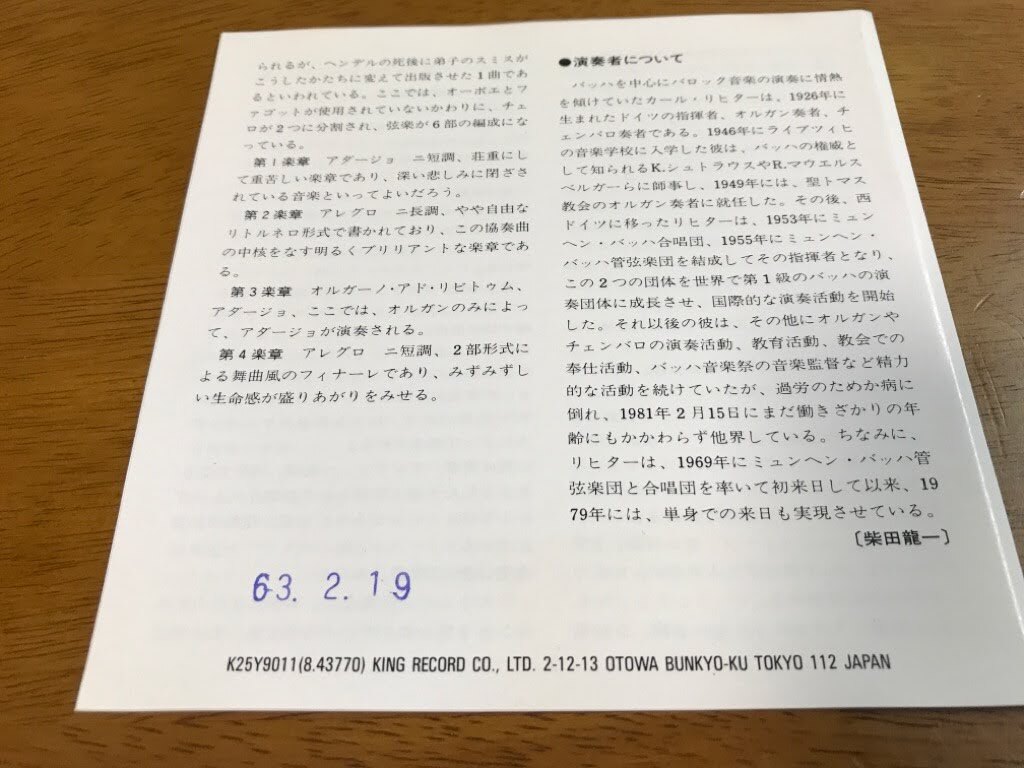 られるが、ヘンデルの死後に弟子のスミスが
こうしたかたちに変えて出版させた1曲であ
るといわれている。ここでは、オーボエとフ
ァゴットが使用されていないかわりに、チェ
ロが2つに分割され、弦楽が6部の編成にな
っている。
第1楽章 アダージョ ニ短調、荘重にし
て重苦しい楽章であり、深い悲しみに閉ざさ
れている音楽といってよいだろう。
第2楽章 アレグロ ニ長調、やや自由な
リトルネロ形式で書かれており、この協奏曲
の中核をなす明るくブリリアントな楽章であ
る。
第3楽章 オルガーノ・アド・リビトゥム、
アダージョ、ここでは、オルガンのみによっ
て、アダージョが演奏される。
第4楽章 アレグロ ニ短調、2部形式に
よる舞曲風のフィナーレであり、みずみずし
い生命感が盛りあがりをみせる。
●演奏者について
バッハを中心にバロック音楽の演奏に情熱
を傾けていたカール・リヒターは、1926年に
生まれたドイツの指揮者、オルガン奏者、チ
ェンバロ奏者である。1946年にライプツィヒ
の音楽学校に入学した彼は、バッハの権威と
して知られるK.シュトラウスやR.マウエルス
ベルガーらに師事し、1949年には、聖トマス
教会のオルガン奏者に就任した。その後、西
ドイツに移ったリヒターは、1953年にミュン
ヘン・バッハ合唱団、1955年にミュンヘン・
バッハ管弦楽団を結成してその指揮者となり、
この2つの団体を世界で第1級のバッハの演
奏団体に成長させ、国際的な演奏活動を開始
した。それ以後の彼は、その他にオルガンや
チェンバロの演奏活動、教育活動、教会での
奉仕活動、バッハ音楽祭の音楽監督など精力
的な活動を続けていたが、過労のためか病に
倒れ、1981年2月15日にまだ働きざかりの年
齢にもかかわらず他界している。ちなみに、
リヒターは、1969年にミュンヘン・バッハ管
弦楽団と合唱団を率いて初来日して以来、19
79年には、単身での来日も実現させている。
〔柴田龍一〕
63. 2. 19
K25Y9011(8.43770) KING RECORD CO., LTD. 2-12-13 OTOWA BUNKYO-KU TOKYO 112 JAPAN